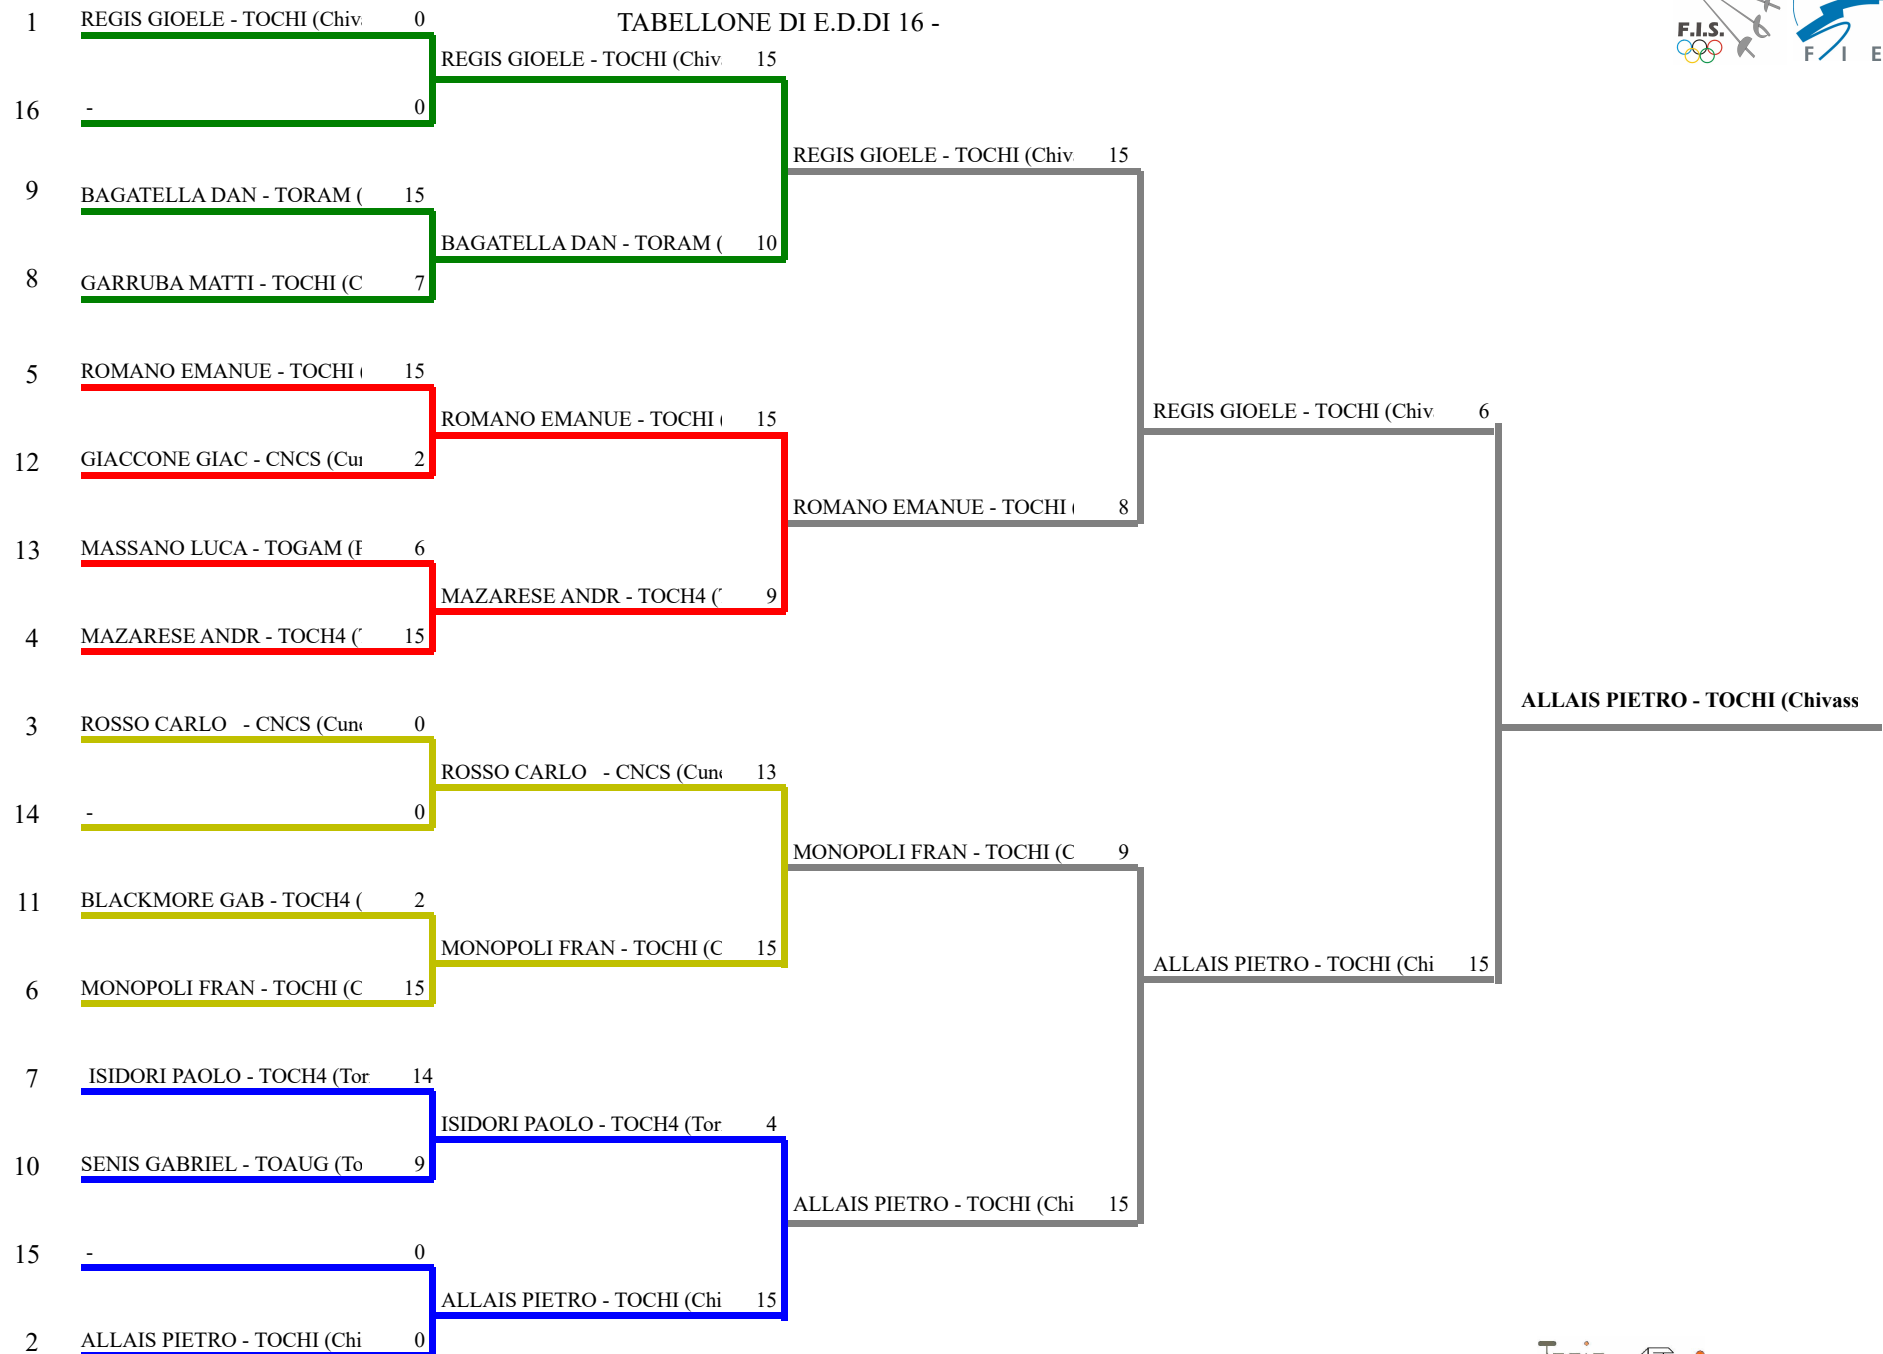 TABELLONE DI E.D.DI 16 -
F.I.S.
F I E
1 REGIS GIOELE - TOCHI (Chiv 0
REGIS GIOELE - TOCHI (Chiv 15
16 - 0
REGIS GIOELE - TOCHI (Chiv 15
9 BAGATELLA DAN - TORAM ( 15
BAGATELLA DAN - TORAM ( 10
8 GARRUBA MATTI - TOCHI (C 7
5 ROMANO EMANUE - TOCHI ( 15
REGIS GIOELE - TOCHI (Chiv 6
ROMANO EMANUE - TOCHI ( 15
12 GIACCONE GIAC - CNCS (Cu 2
ROMANO EMANUE - TOCHI ( 8
13 MASSANO LUCA - TOGAM ( 6
MAZARESE ANDR - TOCH4 ( 9
4 MAZARESE ANDR - TOCH4 ( 15
ALLAIS PIETRO - TOCHI (Chivass
3 ROSSO CARLO - CNCS (Cun 0
ROSSO CARLO - CNCS (Cun 13
14 - 0
MONOPOLI FRAN - TOCHI (C 9
11 BLACKMORE GAB - TOCH4 ( 2
MONOPOLI FRAN - TOCHI (C 15
ALLAIS PIETRO - TOCHI (Chi 15
6 MONOPOLI FRAN - TOCHI (C 15
7 ISIDORI PAOLO - TOCH4 (Tor 14
ISIDORI PAOLO - TOCH4 (Tor 4
10 SENIS GABRIEL - TOAUG (To 9
ALLAIS PIETRO - TOCHI (Chi 15
15 - 0
ALLAIS PIETRO - TOCHI (Chi 15
2 ALLAIS PIETRO - TOCHI (Chi 0